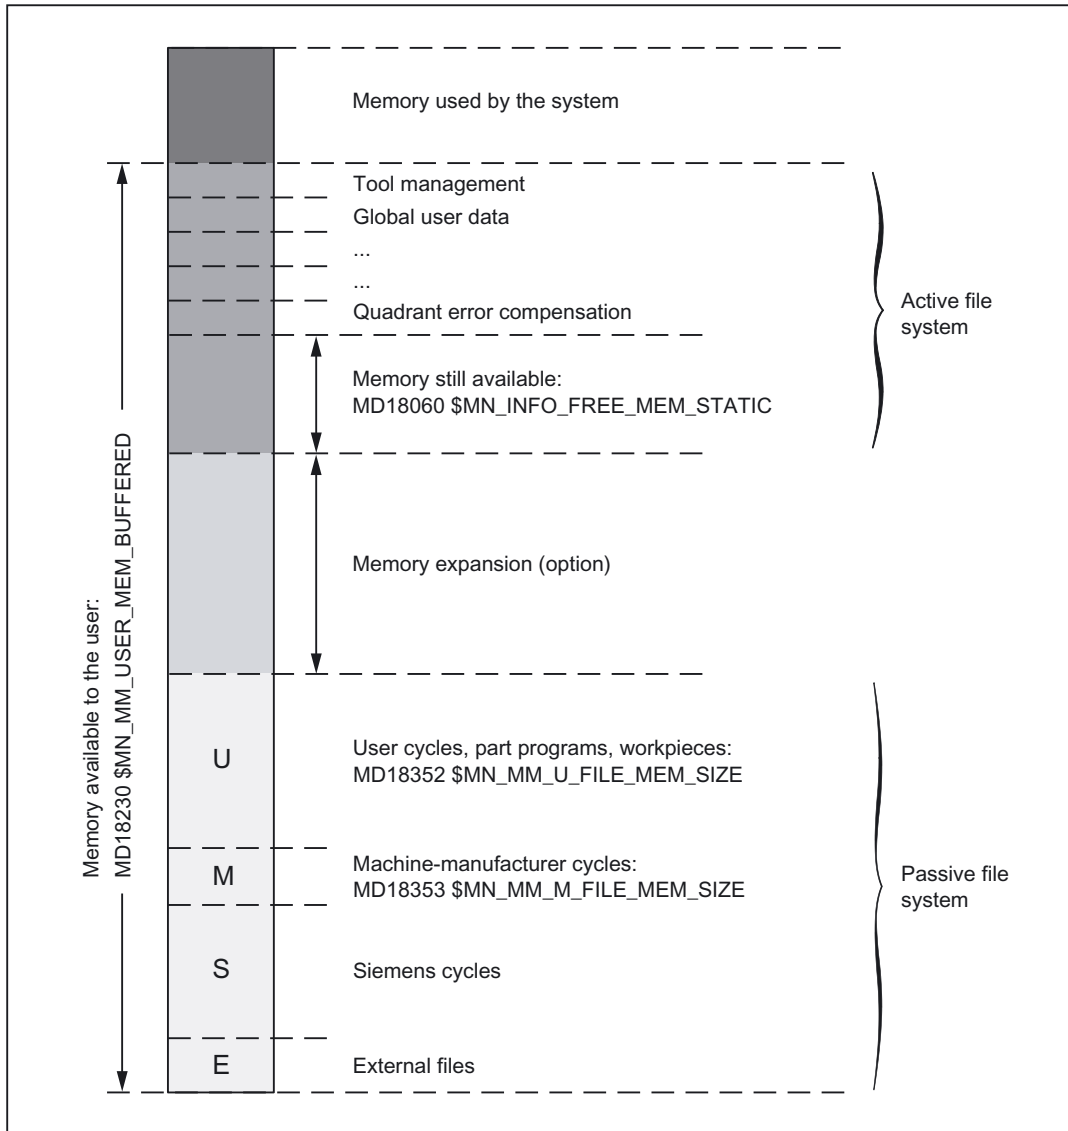 Memory used by the system
Tool management
Global user data
...
...
Quadrant error compensation
Active file
system
Memory still available:
MD18060 $MN_INFO_FREE_MEM_STATIC
Memory expansion (option)
Memory available to the user:
MD18230 $MN_MM_USER_MEM_BUFFERED
U
User cycles, part programs, workpieces:
MD18352 $MN_MM_U_FILE_MEM_SIZE
M
Machine-manufacturer cycles:
MD18353 $MN_MM_M_FILE_MEM_SIZE
Passive file
system
S
Siemens cycles
E
External files